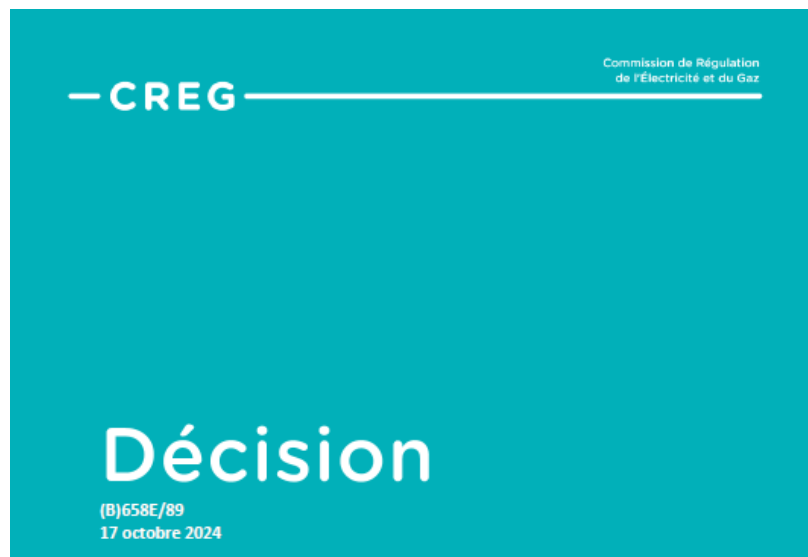 Commission de Régulation
de l'Électricité et du Gaz
CREG
Décision
(B)658E/89
17 octobre 2024